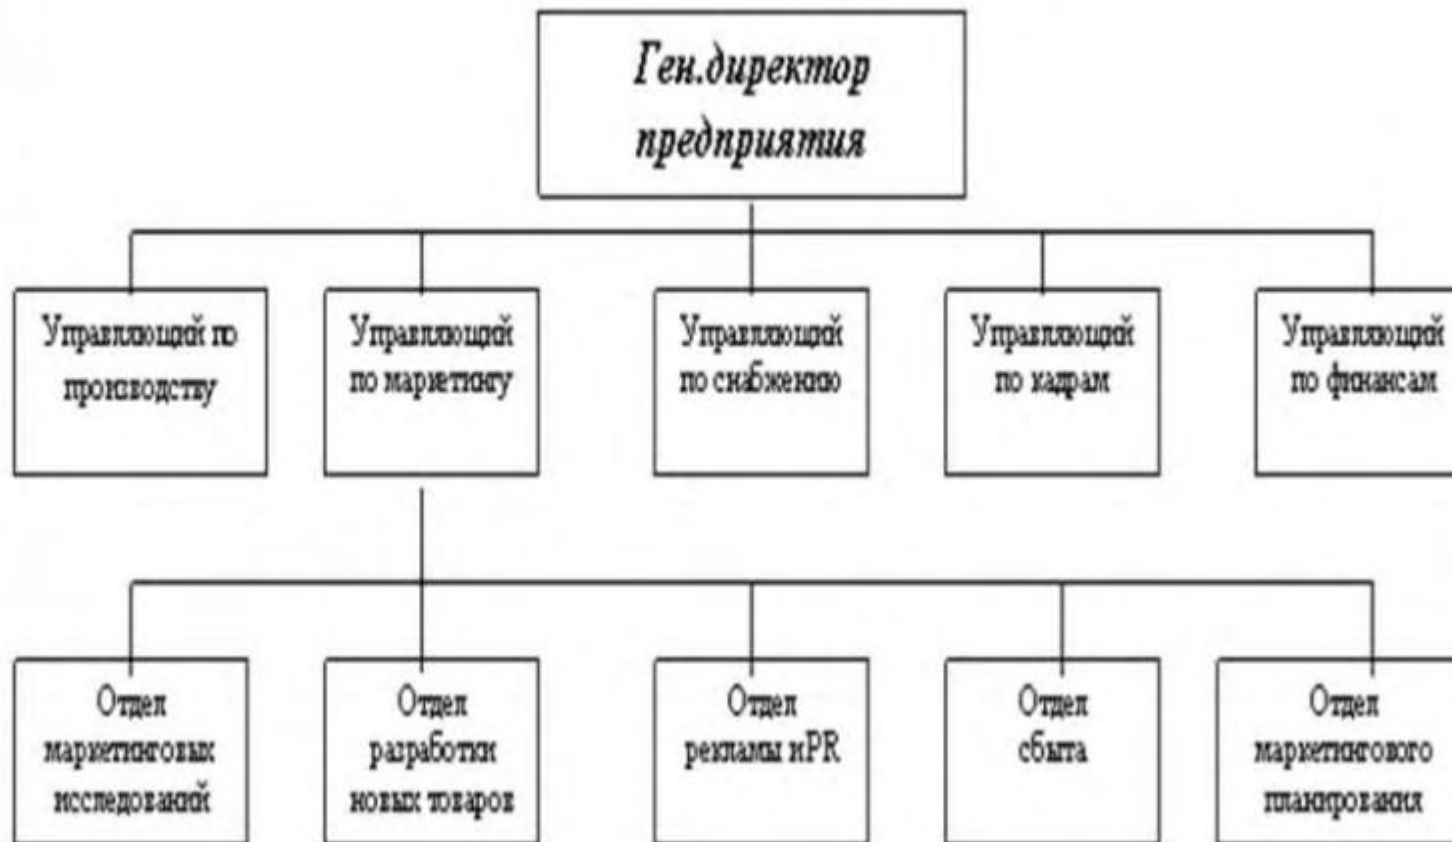 Ген.директор
предприятия
Управляющий по
производству
Управляющий
по маркетингу
Управляющий
по снабжению
Управляющий
по кадрам
Управляющий
по финансам
Отдел
маркетинговых
исследований
Отдел
разработки
новых товаров
Отдел
рекламы и PR
Отдел
сбыта
Отдел
маркетингового
планирования